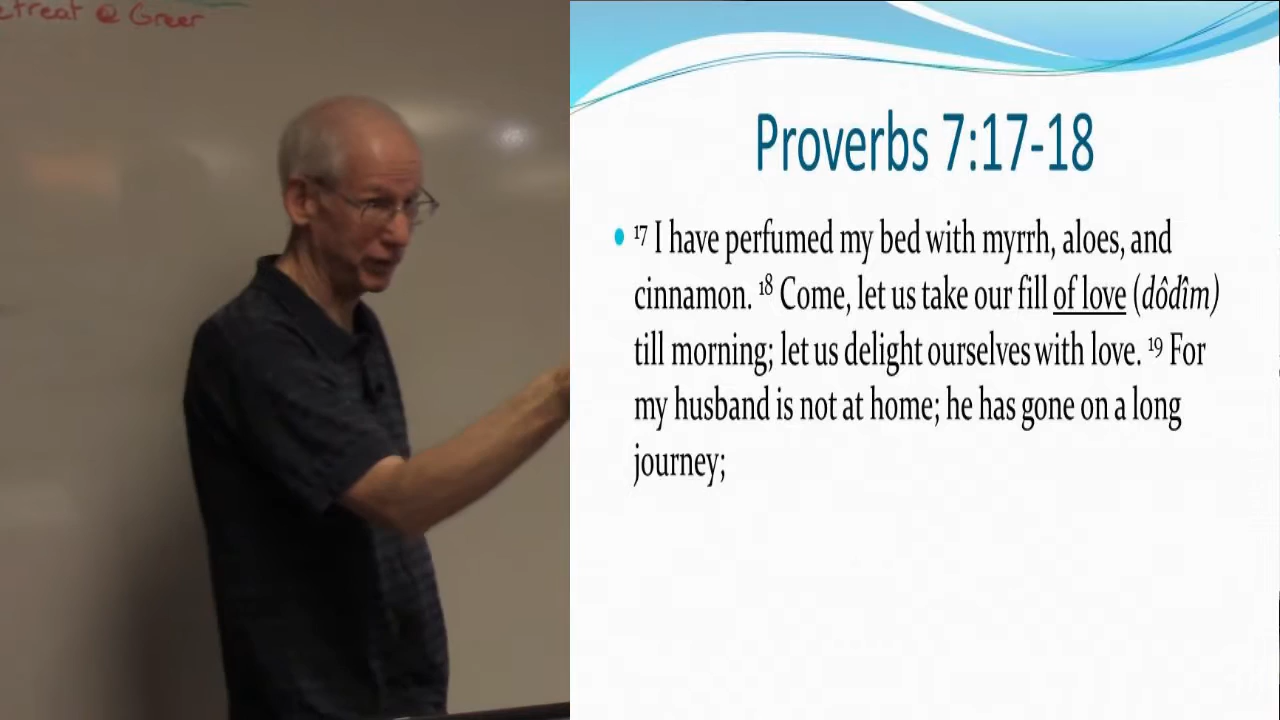 etreat @ Greer
Proverbs 7:17-18
• ¹⁷ I have perfumed my bed with myrrh, aloes, and
cinnamon. ¹⁸ Come, let us take our fill of love (dôdîm)
till morning; let us delight ourselves with love. ¹⁹ For
my husband is not at home; he has gone on a long
journey;